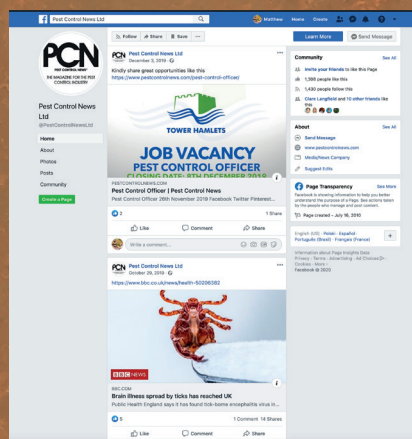 Pest Control News Ltd
Matthew Home Create
PCN
PEST CONTROL NEWS
THE MAGAZINE FOR THE PEST
CONTROL INDUSTRY
Pest Control News
Ltd
@PestControlNewsLtd
Home
About
Photos
Posts
Community
Create a Page
Follow Share Save ...
Learn More Send Message
PCN
Pest Control News Ltd
December 3, 2019
Kindly share great opportunities like this
https://www.pestcontrolnews.com/pest-control-officer/
TOWER HAMLETS
JOB VACANCY
PEST CONTROL OFFICER
CLOSING DATE: 8TH DECEMBER 2019
PESTCONTROLNEWS.COM
Pest Control Officer | Pest Control News
Pest Control Officer 26th November 2019 Facebook Twitter Pinterest...
2 1 Share
Like Comment Share
Write a comment...
PCN
Pest Control News Ltd
October 29, 2019
https://www.bbc.co.uk/news/health-50206382
BBC NEWS
BBC.COM
Brain illness spread by ticks has reached UK
Public Health England says it has found tick-borne encephalitis virus in...
5 1 Comment 14 Shares
Like Comment Share
Community See All
Invite your friends to like this Page
1,366 people like this
1,430 people follow this
Clare Langfield and 10 other friends like
this
About See All
Send Message
www.pestcontrolnews.com
Media/News Company
Suggest Edits
Page Transparency See More
Facebook is showing information to help you better
understand the purpose of a Page. See actions taken
by the people who manage and post content.
Page created - July 18, 2016
English (US) · Polski · Español ·
Português (Brasil) · Français (France)
Information about Page Insights Data
Privacy · Terms · Advertising · Ad Choices ·
Cookies · More ·
Facebook © 2020